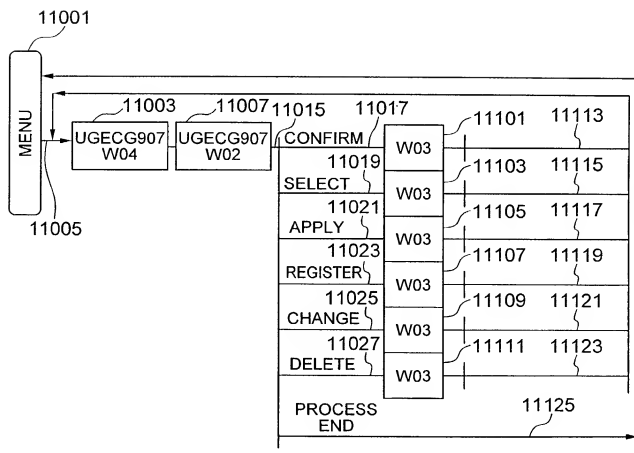 11001
MENU
11005
11003
UGECG907
W04
11007
UGECG907
W02
11015
CONFIRM
11017
W03
11101
11113
SELECT
11019
W03
11103
11115
APPLY
11021
W03
11105
11117
REGISTER
11023
W03
11107
11119
CHANGE
11025
W03
11109
11121
DELETE
11027
W03
11111
11123
PROCESS
END
11125